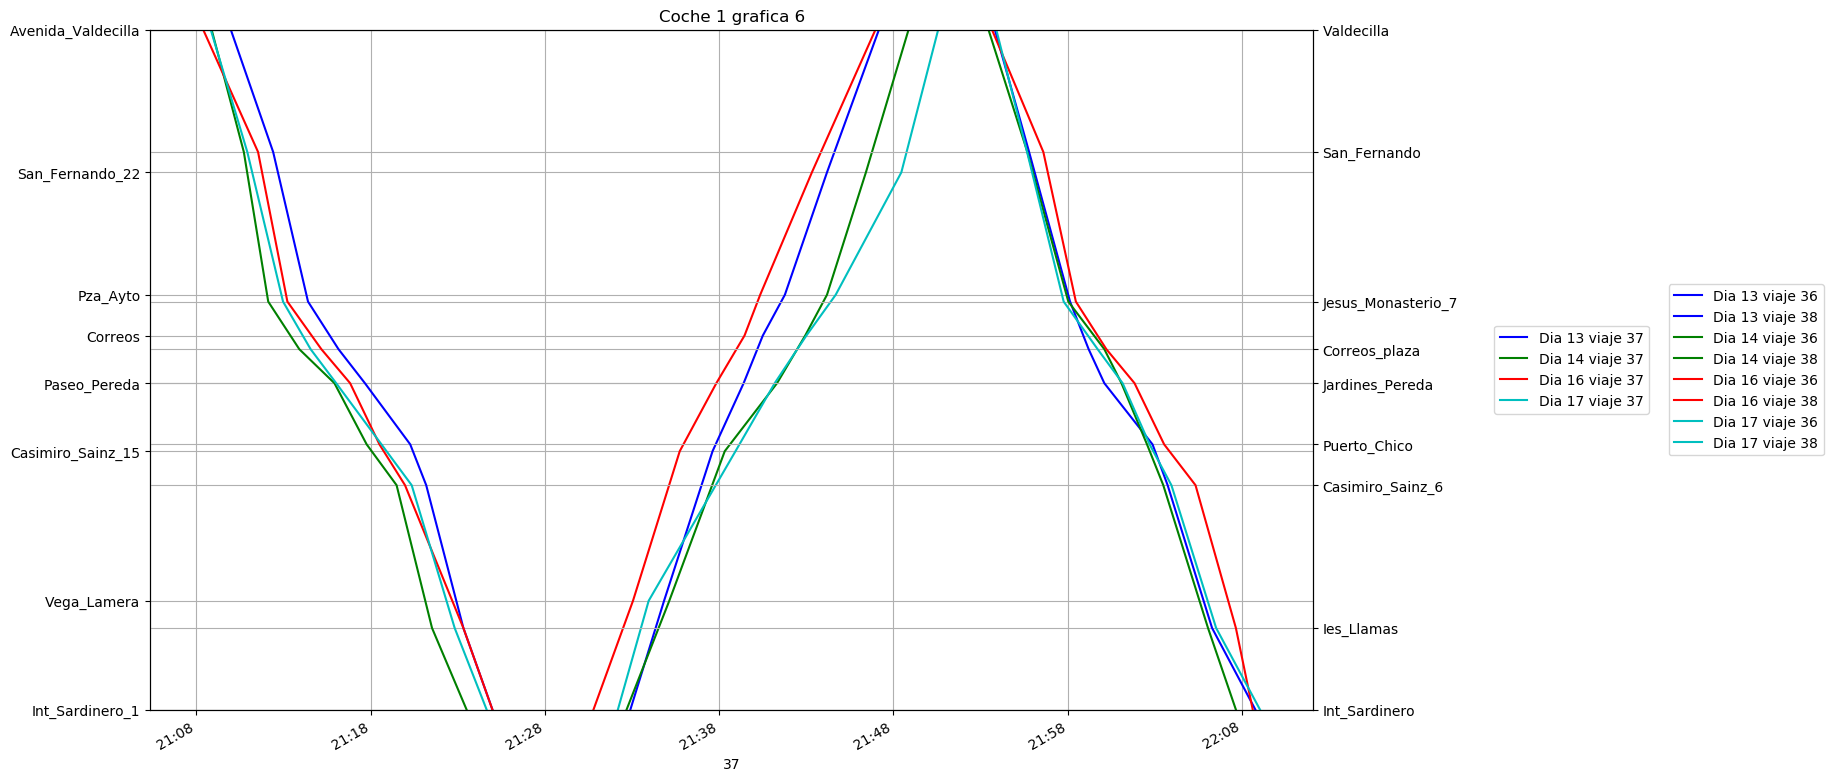 Coche 1 grafica 6
Avenida_Valdecilla
San_Fernando_22
Pza_Ayto
Correos
Paseo_Pereda
Casimiro_Sainz_15
Vega_Lamera
Int_Sardinero_1
Valdecilla
San_Fernando
Jesus_Monasterio_7
Correos_plaza
Jardines_Pereda
Puerto_Chico
Casimiro_Sainz_6
Ies_Llamas
Int_Sardinero
21:08
21:18
21:28
21:38
21:48
21:58
22:08
37
Dia 13 viaje 37
Dia 14 viaje 37
Dia 16 viaje 37
Dia 17 viaje 37
Dia 13 viaje 36
Dia 13 viaje 38
Dia 14 viaje 36
Dia 14 viaje 38
Dia 16 viaje 36
Dia 16 viaje 38
Dia 17 viaje 36
Dia 17 viaje 38